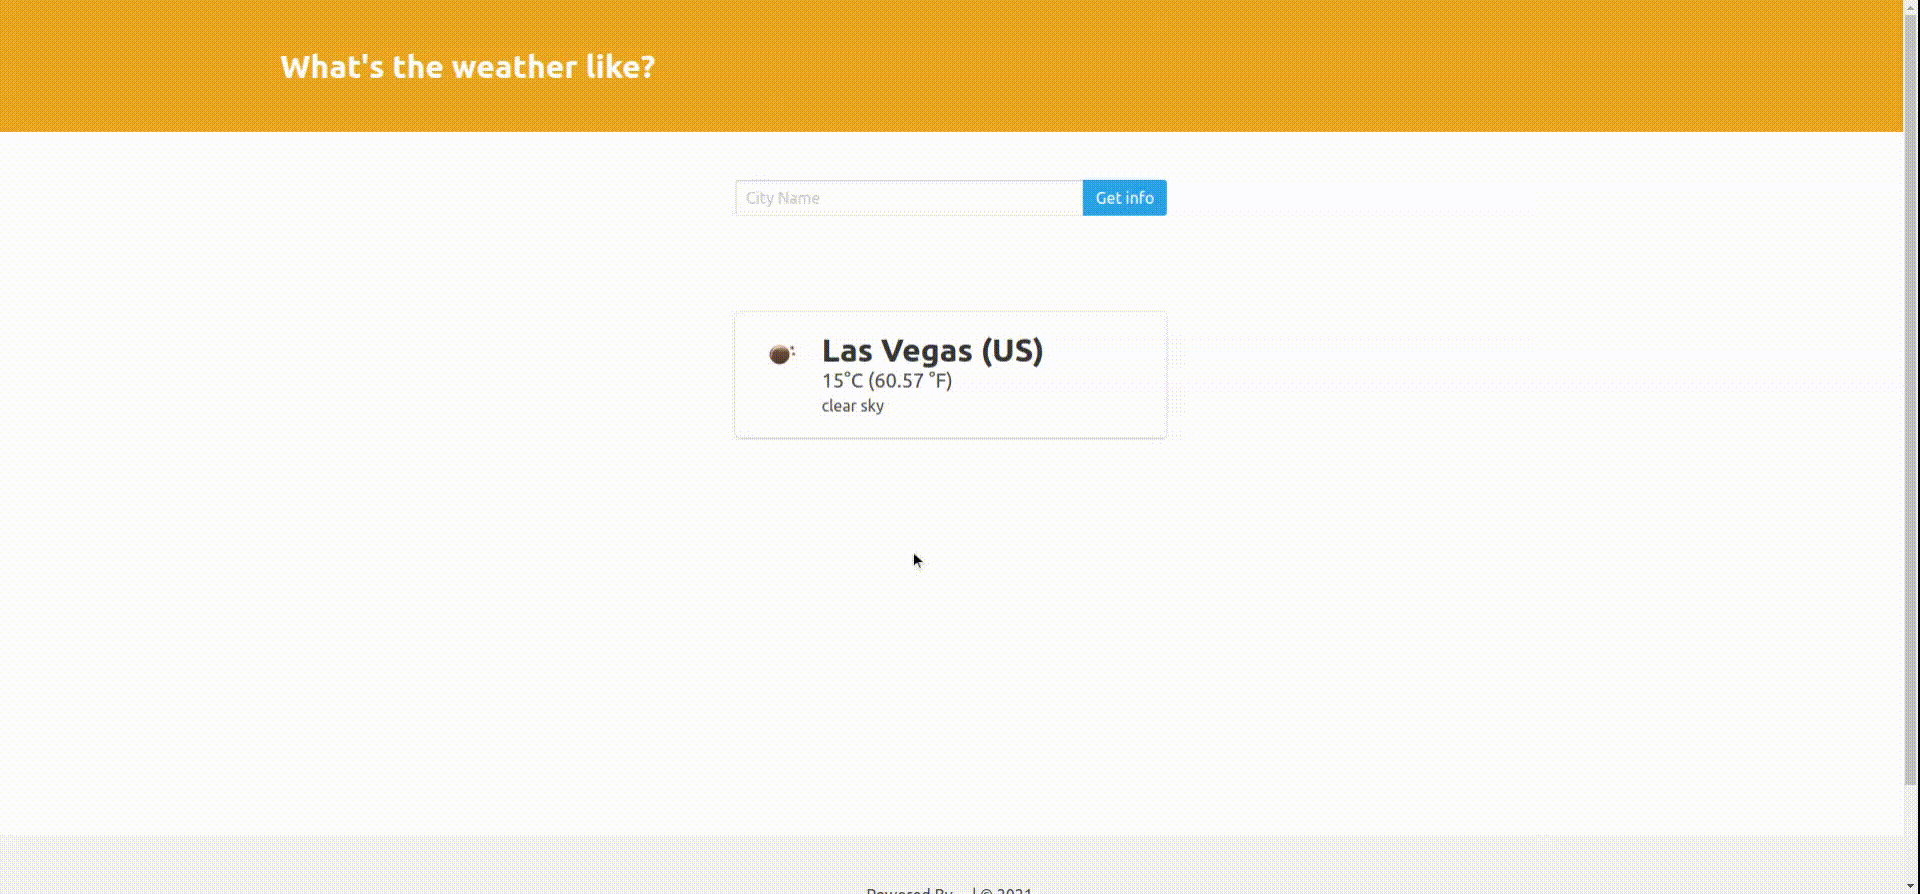 What's the weather like?
City Name
Get info
Las Vegas (US)
15°C (60.57 °F)
clear sky
Powered By | © 2021